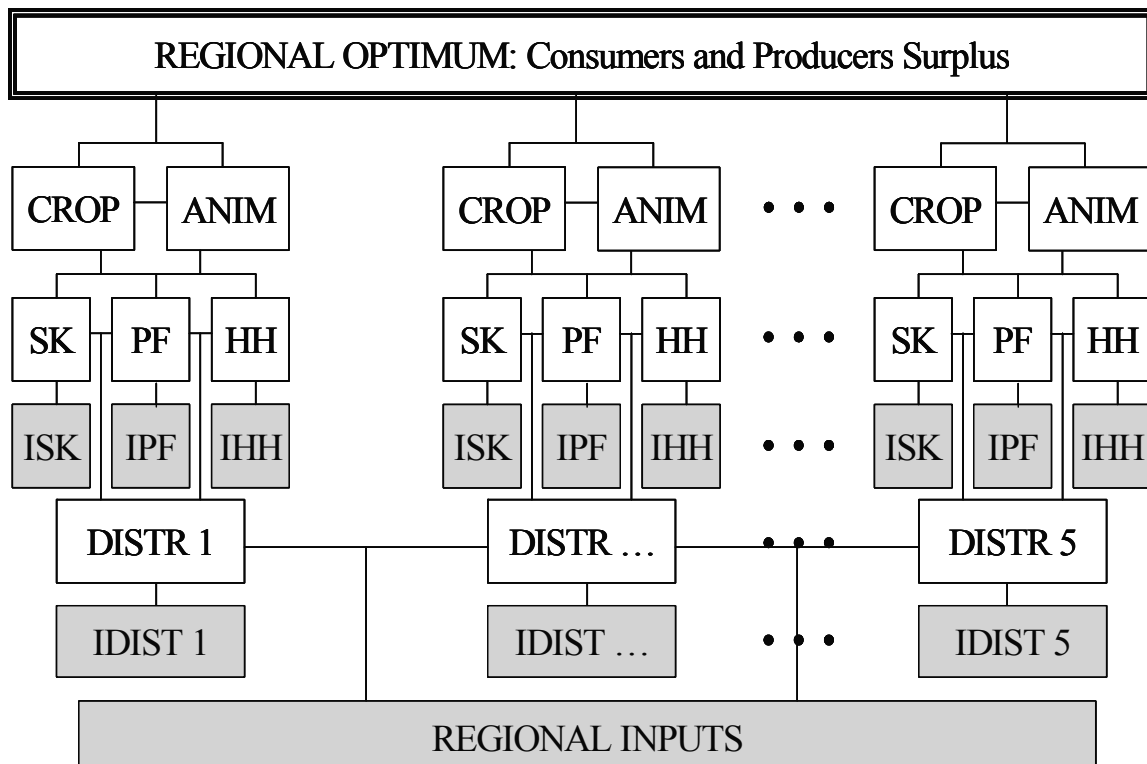 REGIONAL OPTIMUM: Consumers and Producers Surplus
CROP ANIM CROP ANIM • • • CROP ANIM
SK PF HH SK PF HH • • • SK PF HH
ISK IPF IHH ISK IPF IHH • • • ISK IPF IHH
DISTR 1 DISTR … • • • DISTR 5
IDIST 1 IDIST … • • • IDIST 5
REGIONAL INPUTS